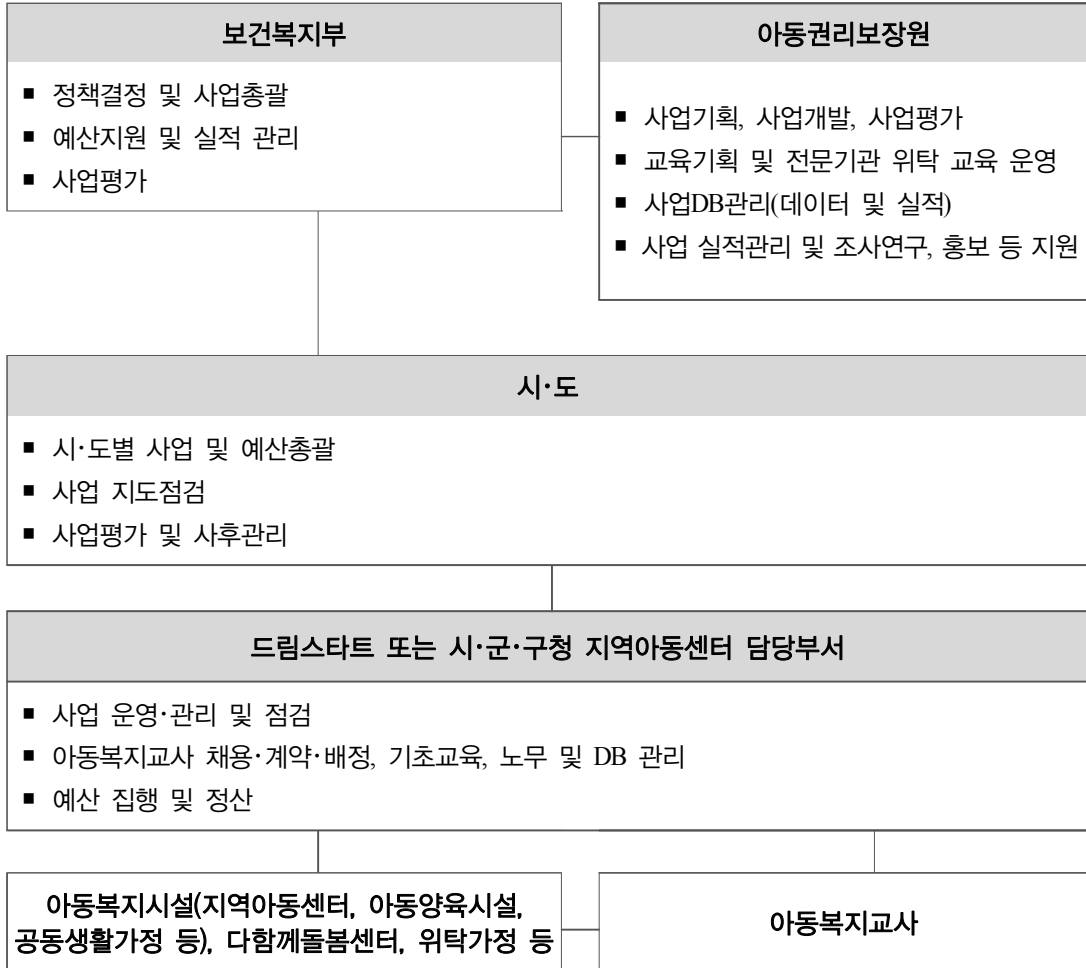 보건복지부
■ 정책결정 및 사업총괄
■ 예산지원 및 실적 관리
■ 사업평가
아동권리보장원
■ 사업기획, 사업개발, 사업평가
■ 교육기획 및 전문기관 위탁 교육 운영
■ 사업DB관리(데이터 및 실적)
■ 사업 실적관리 및 조사연구, 홍보 등 지원
시·도
■ 시·도별 사업 및 예산총괄
■ 사업 지도점검
■ 사업평가 및 사후관리
드림스타트 또는 시·군·구청 지역아동센터 담당부서
■ 사업 운영·관리 및 점검
■ 아동복지교사 채용·계약·배정, 기초교육, 노무 및 DB 관리
■ 예산 집행 및 정산
아동복지시설(지역아동센터, 아동양육시설,
공동생활가정 등), 다함께돌봄센터, 위탁가정 등
아동복지교사